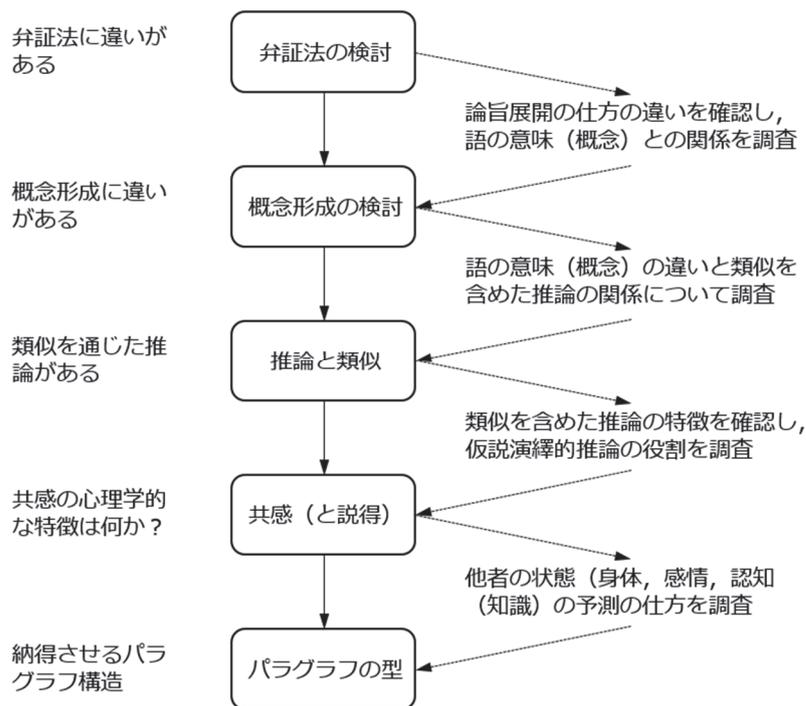 弁証法に違いが
ある
弁証法の検討
論旨展開の仕方の違いを確認し，
語の意味（概念）との関係を調査
概念形成に違い
がある
概念形成の検討
語の意味（概念）の違いと類似を
含めた推論の関係について調査
類似を通じた推
論がある
推論と類似
類似を含めた推論の特徴を確認し，
仮説演繹的推論の役割を調査
共感の心理学的
な特徴は何か？
共感（と説得）
他者の状態（身体，感情，認知
（知識）の予測の仕方を調査
納得させるパラ
グラフ構造
パラグラフの型